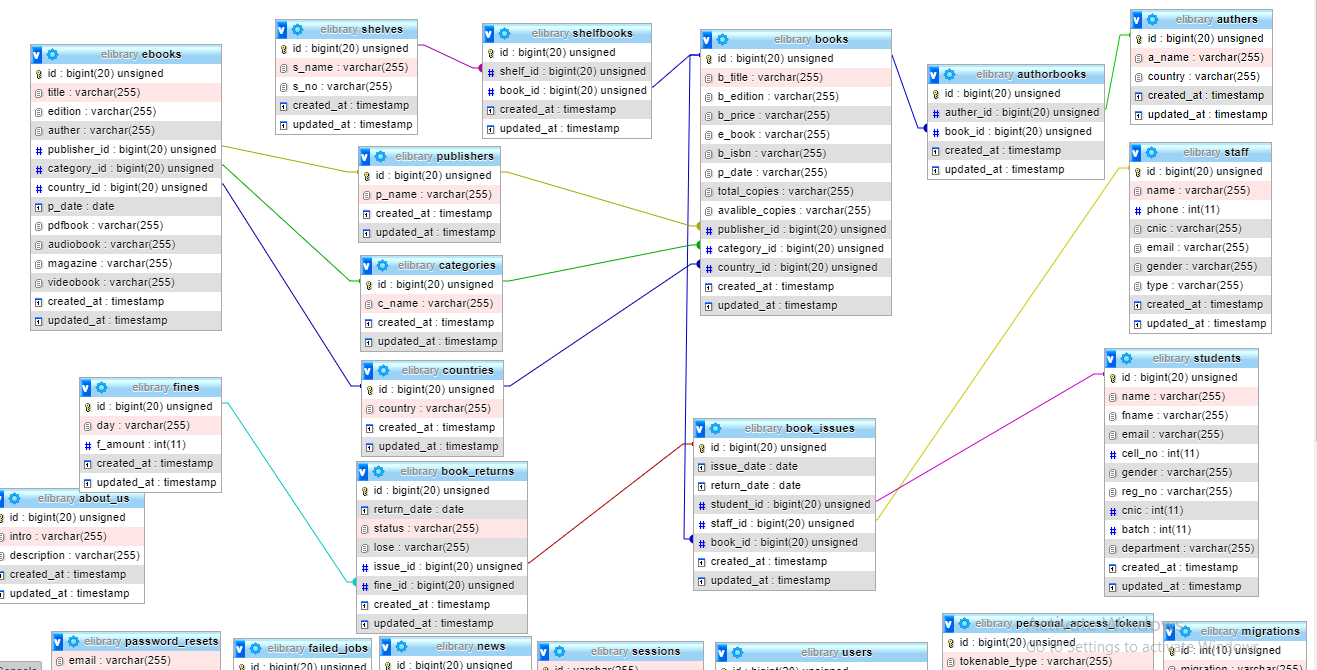 elibrary ebooks
id : bigint(20) unsigned
title : varchar(255)
edition : varchar(255)
auther : varchar(255)
publisher_id : bigint(20) unsigned
category_id : bigint(20) unsigned
country_id : bigint(20) unsigned
p_date : date
pdfbook : varchar(255)
audiobook : varchar(255)
magazine : varchar(255)
videobook : varchar(255)
created_at : timestamp
updated_at : timestamp
elibrary shelves
id : bigint(20) unsigned
s_name : varchar(255)
s_no : varchar(255)
created_at : timestamp
updated_at : timestamp
elibrary shelfbooks
id : bigint(20) unsigned
shelf_id : bigint(20) unsigned
book_id : bigint(20) unsigned
created_at : timestamp
updated_at : timestamp
elibrary books
id : bigint(20) unsigned
b_title : varchar(255)
b_edition : varchar(255)
b_price : varchar(255)
e_book : varchar(255)
b_isbn : varchar(255)
p_date : varchar(255)
total_copies : varchar(255)
avalible_copies : varchar(255)
publisher_id : bigint(20) unsigned
category_id : bigint(20) unsigned
country_id : bigint(20) unsigned
created_at : timestamp
updated_at : timestamp
elibrary authorbooks
id : bigint(20) unsigned
auther_id : bigint(20) unsigned
book_id : bigint(20) unsigned
created_at : timestamp
updated_at : timestamp
elibrary authers
id : bigint(20) unsigned
a_name : varchar(255)
country : varchar(255)
created_at : timestamp
updated_at : timestamp
elibrary publishers
id : bigint(20) unsigned
p_name : varchar(255)
created_at : timestamp
updated_at : timestamp
elibrary categories
id : bigint(20) unsigned
c_name : varchar(255)
created_at : timestamp
updated_at : timestamp
elibrary countries
id : bigint(20) unsigned
country : varchar(255)
created_at : timestamp
updated_at : timestamp
elibrary staff
id : bigint(20) unsigned
name : varchar(255)
phone : int(11)
cnic : varchar(255)
email : varchar(255)
gender : varchar(255)
type : varchar(255)
created_at : timestamp
updated_at : timestamp
elibrary students
id : bigint(20) unsigned
name : varchar(255)
fname : varchar(255)
email : varchar(255)
cell_no : int(11)
gender : varchar(255)
reg_no : varchar(255)
cnic : int(11)
batch : int(11)
department : varchar(255)
created_at : timestamp
updated_at : timestamp
elibrary fines
id : bigint(20) unsigned
day : varchar(255)
f_amount : int(11)
created_at : timestamp
updated_at : timestamp
elibrary about_us
id : bigint(20) unsigned
intro : varchar(255)
description : varchar(255)
created_at : timestamp
updated_at : timestamp
elibrary book_returns
id : bigint(20) unsigned
return_date : date
status : varchar(255)
lose : varchar(255)
issue_id : bigint(20) unsigned
fine_id : bigint(20) unsigned
created_at : timestamp
updated_at : timestamp
elibrary book_issues
id : bigint(20) unsigned
issue_date : date
return_date : date
student_id : bigint(20) unsigned
staff_id : bigint(20) unsigned
book_id : bigint(20) unsigned
created_at : timestamp
updated_at : timestamp
elibrary password_resets
email : varchar(255)
elibrary failed_jobs
id : bigint(20) unsigned
elibrary news
id : bigint(20) unsigned
elibrary sessions
elibrary users
elibrary personal_access_tokens
id : bigint(20) unsigned
tokenable_type : varchar(255)
elibrary migrations
id : int(10) unsigned
migration : varchar(255)
Activate Windows
Go to Settings to activate Windows.